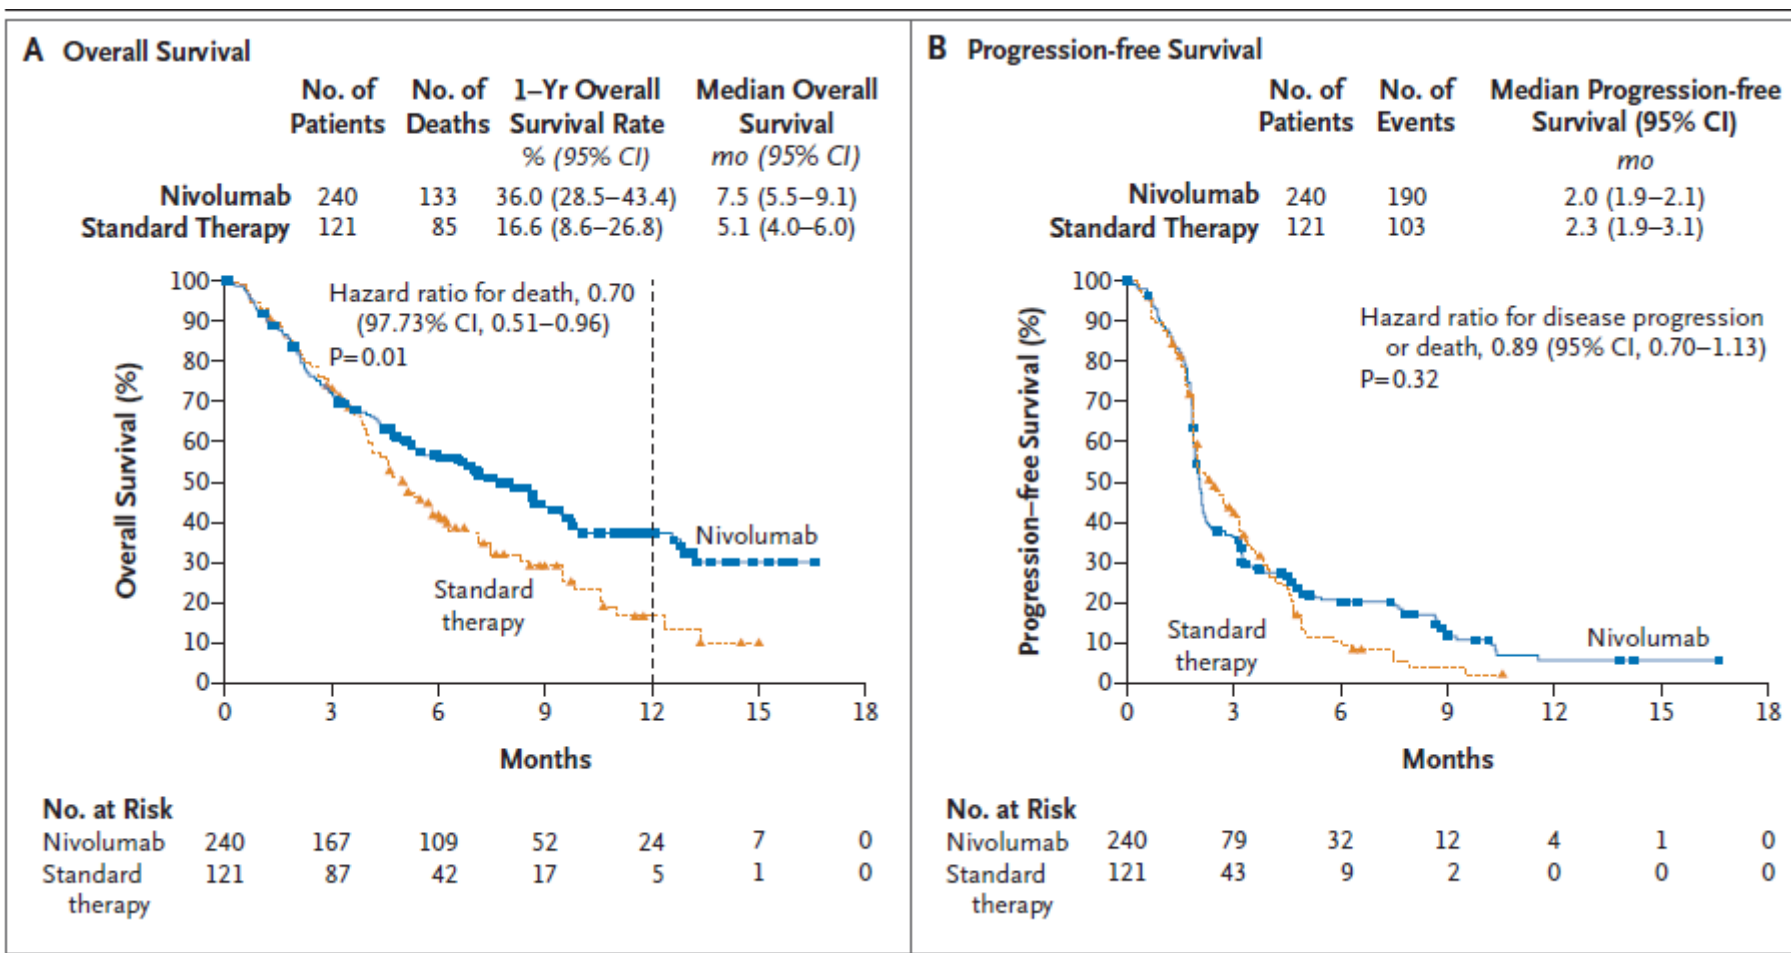 A Overall Survival
No. of No. of 1–Yr Overall Median Overall
Patients Deaths Survival Rate Survival
% (95% CI) mo (95% CI)
Nivolumab 240 133 36.0 (28.5–43.4) 7.5 (5.5–9.1)
Standard Therapy 121 85 16.6 (8.6–26.8) 5.1 (4.0–6.0)
Hazard ratio for death, 0.70
(97.73% CI, 0.51–0.96)
P=0.01
Overall Survival (%)
100
90
80
70
60
50
40
30
20
10
0
Nivolumab
Standard
therapy
0 3 6 9 12 15 18
Months
No. at Risk
Nivolumab 240 167 109 52 24 7 0
Standard 121 87 42 17 5 1 0
therapy
B Progression-free Survival
No. of No. of Median Progression-free
Patients Events Survival (95% CI)
mo
Nivolumab 240 190 2.0 (1.9–2.1)
Standard Therapy 121 103 2.3 (1.9–3.1)
Hazard ratio for disease progression
or death, 0.89 (95% CI, 0.70–1.13)
P=0.32
Progression–free Survival (%)
100
90
80
70
60
50
40
30
20
10
0
Standard
therapy
Nivolumab
0 3 6 9 12 15 18
Months
No. at Risk
Nivolumab 240 79 32 12 4 1 0
Standard 121 43 9 2 0 0 0
therapy